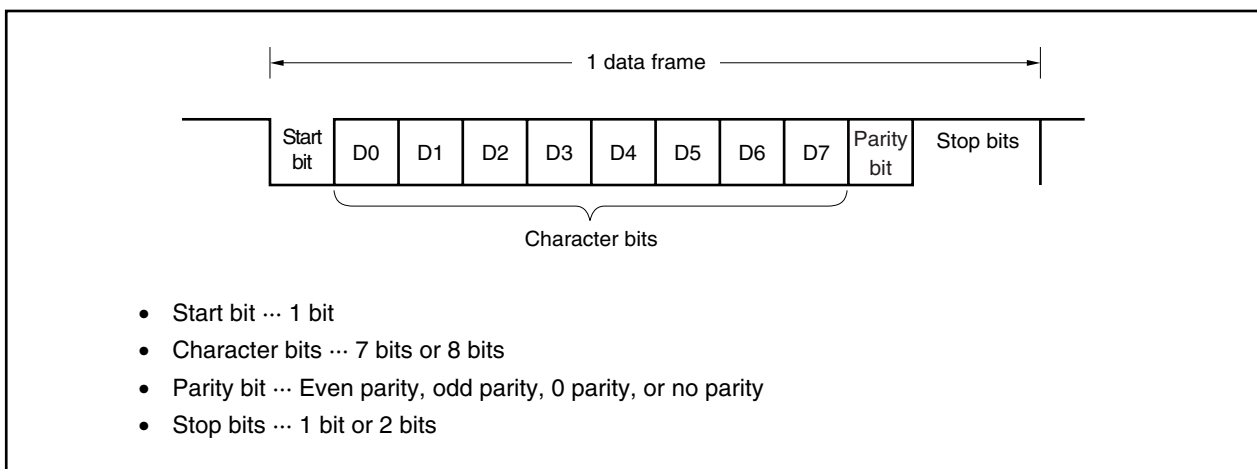 1 data frame
Start bit D0 D1 D2 D3 D4 D5 D6 D7 Parity bit Stop bits
Character bits
• Start bit ··· 1 bit
• Character bits ··· 7 bits or 8 bits
• Parity bit ··· Even parity, odd parity, 0 parity, or no parity
• Stop bits ··· 1 bit or 2 bits